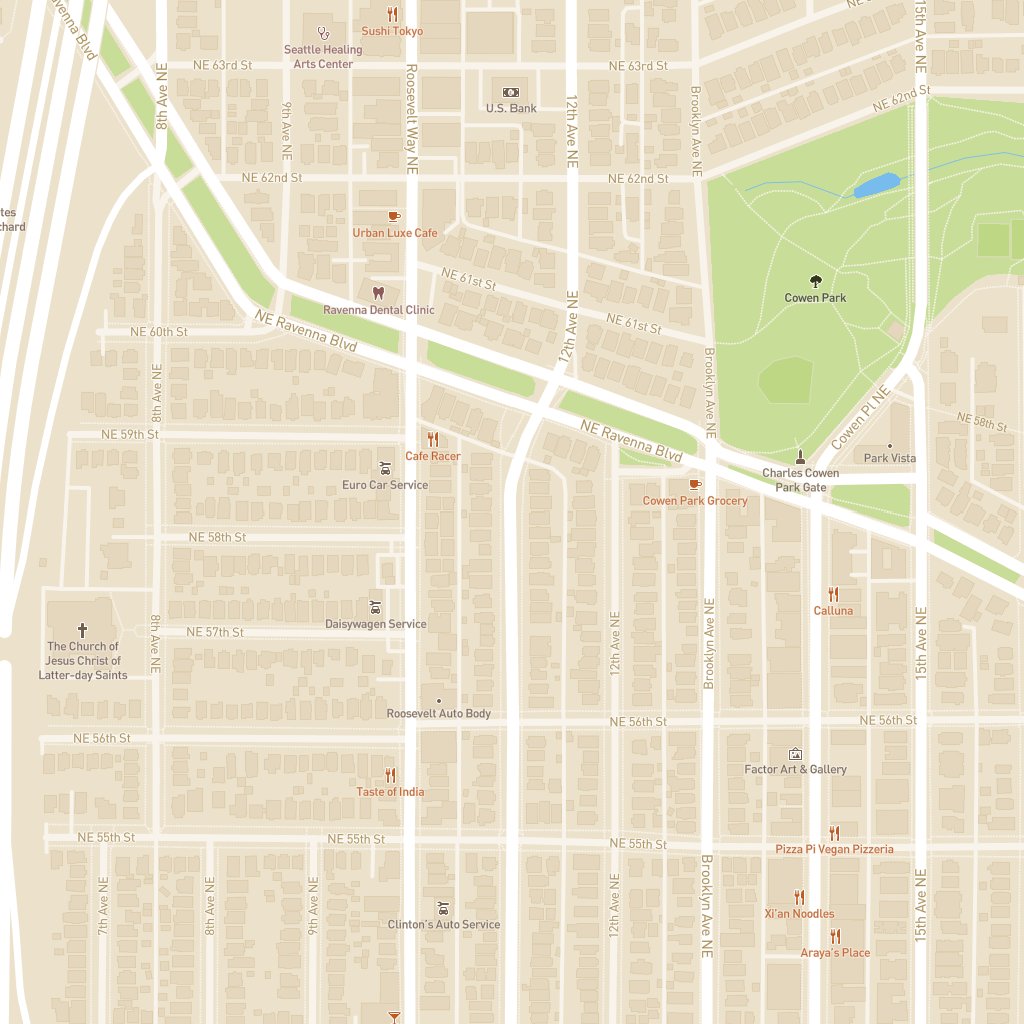 Ravenna Blvd
8th Ave NE
Sushi Tokyo
Seattle Healing
Arts Center
NE 63rd St
NE 63rd St
15th Ave NE
Roosevelt Way NE
U.S. Bank
NE 62nd St
9th Ave NE
12th Ave NE
Brooklyn Ave NE
NE 62nd St
NE 62nd St
Urban Luxe Cafe
NE 61st St
Cowen Park
Ravenna Dental Clinic
NE 61st St
NE 60th St
NE Ravenna Blvd
12th Ave NE
8th Ave NE
Brooklyn Ave NE
Cowen Pl NE
NE 58th St
NE 59th St
Cafe Racer
NE Ravenna Blvd
Park Vista
Charles Cowen
Park Gate
Euro Car Service
Cowen Park Grocery
NE 58th St
Calluna
Daisywagen Service
NE 57th St
8th Ave NE
12th Ave NE
Brooklyn Ave NE
15th Ave NE
The Church of
Jesus Christ of
Latter-day Saints
Roosevelt Auto Body
NE 56th St
NE 56th St
NE 56th St
Factor Art & Gallery
Taste of India
NE 55th St
NE 55th St
NE 55th St
Pizza Pi Vegan Pizzeria
7th Ave NE
8th Ave NE
9th Ave NE
12th Ave NE
Brooklyn Ave NE
15th Ave NE
Clinton's Auto Service
Xi'an Noodles
Araya's Place